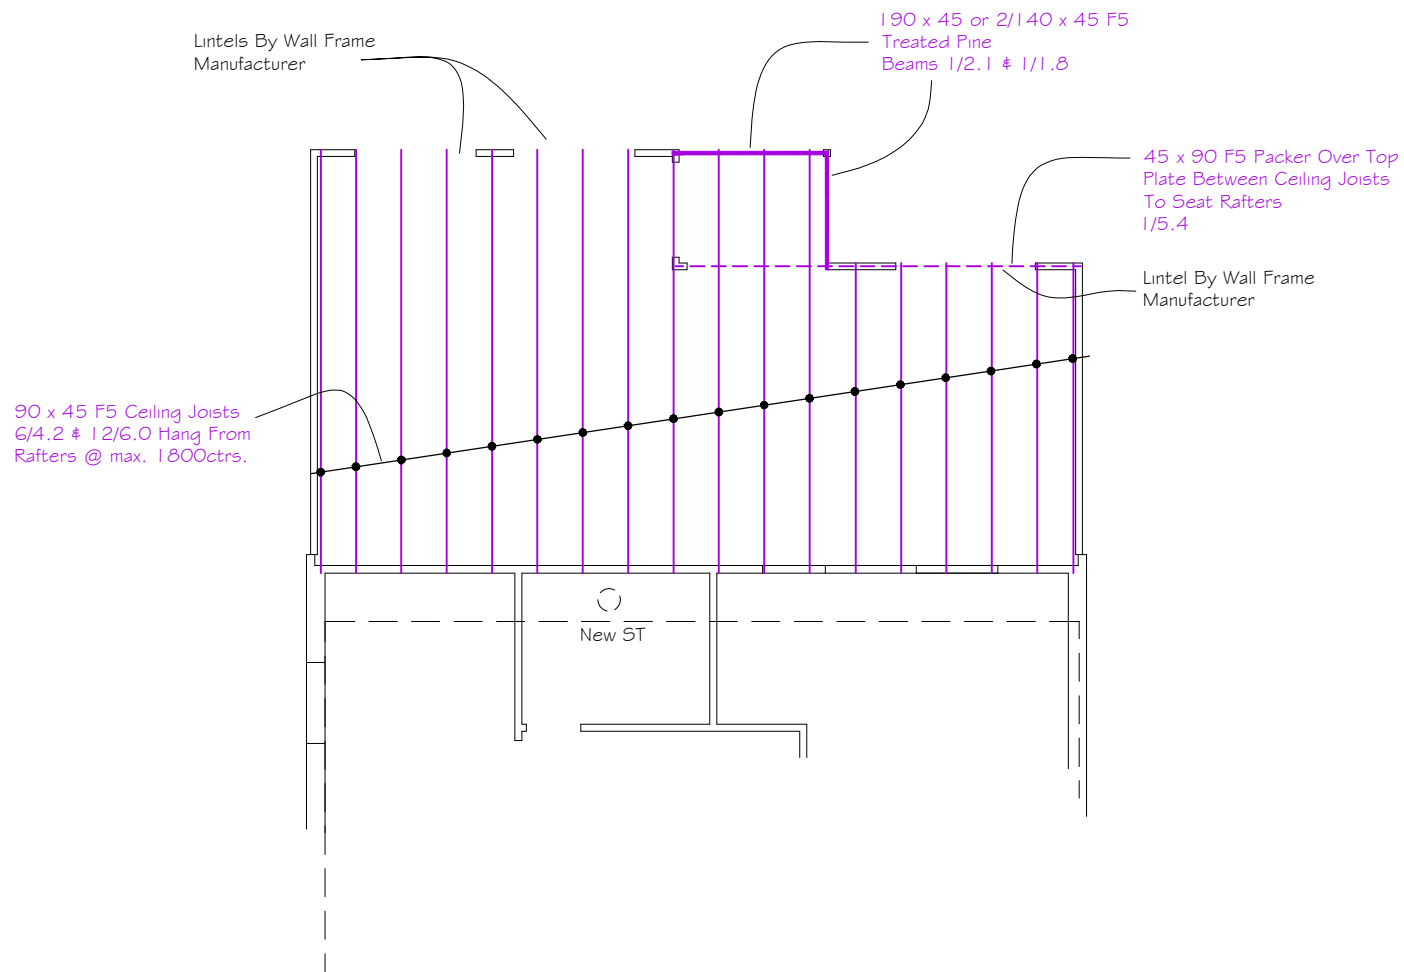 Lintels By Wall Frame
Manufacturer
190 x 45 or 2/140 x 45 F5
Treated Pine
Beams 1/2.1 & 1/1.8
45 x 90 F5 Packer Over Top
Plate Between Ceiling Joists
To Seat Rafters
1/5.4
Lintel By Wall Frame
Manufacturer
90 x 45 F5 Ceiling Joists
6/4.2 & 12/6.0 Hang From
Rafters @ max. 1800ctrs.
New ST